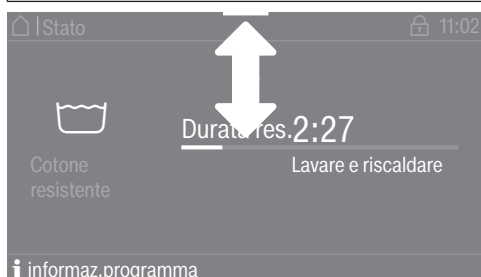 Stato 11:02
Durata res. 2:27
Cotone Lavare e riscaldare
resistente
i informaz.programma